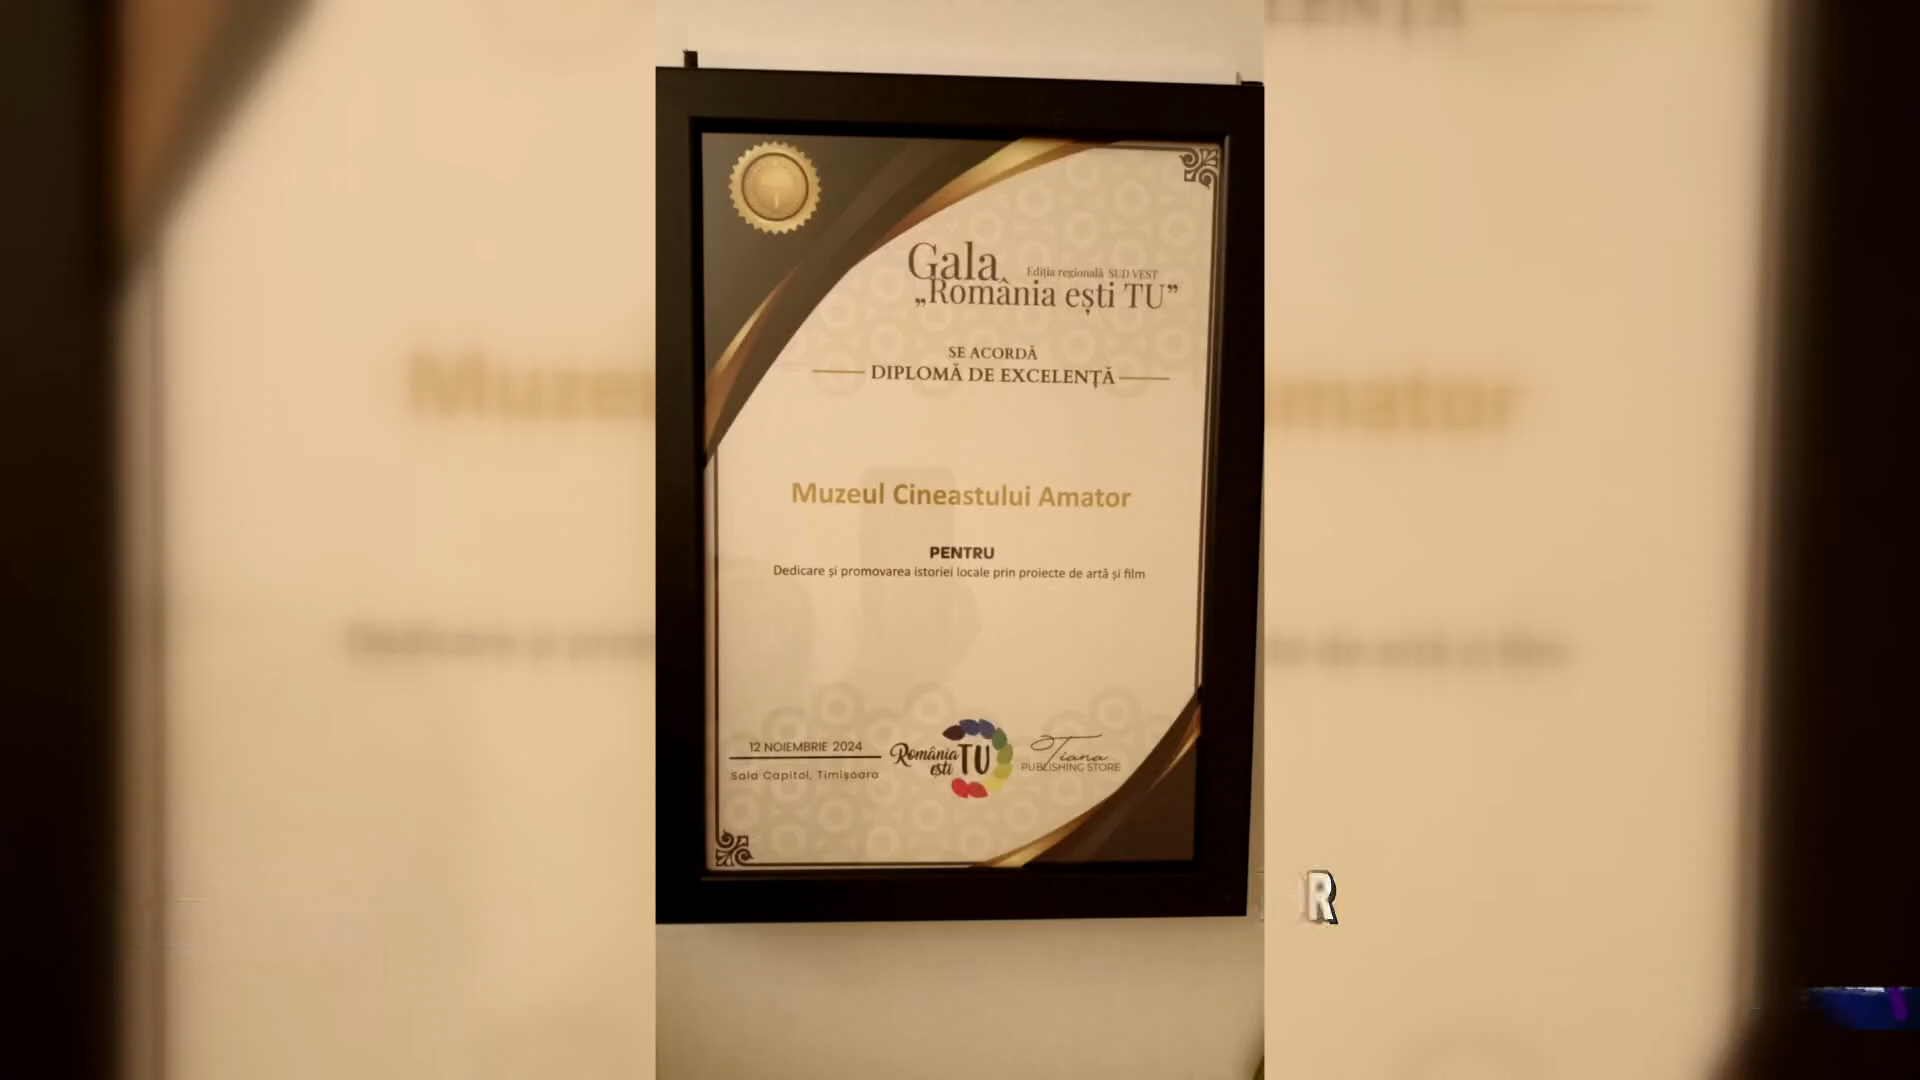 Gala
Ediția regională SUD VEST
„România ești TU”
SE ACORDĂ
DIPLOMĂ DE EXCELENȚĂ
Muzeul Cineastului Amator
PENTRU
Dedicare și promovarea istoriei locale prin proiecte de artă și film
12 NOIEMBRIE 2024
Sala Capitol, Timișoara
România
ești TU
Tiana
PUBLISHING STORE
R